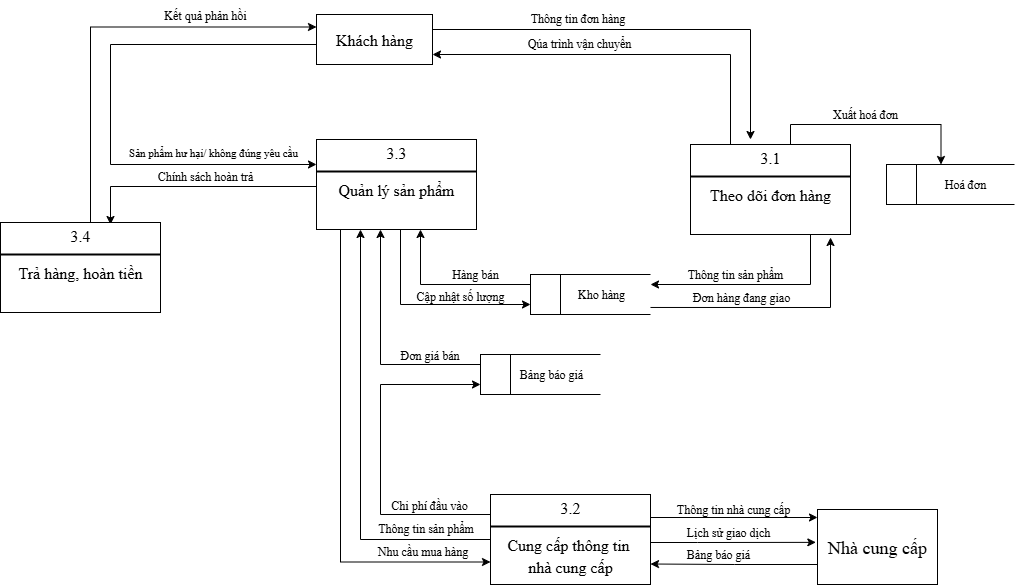 Kết quả phản hồi
Thông tin đơn hàng
Khách hàng
Qúa trình vận chuyển
Xuất hoá đơn
Sản phẩm hư hại/ không đúng yêu cầu
3.3
3.1
Chính sách hoàn trả
Quản lý sản phẩm
Theo dõi đơn hàng
Hoá đơn
3.4
Trả hàng, hoàn tiền
Hàng bán
Thông tin sản phẩm
Cập nhật số lượng
Kho hàng
Đơn hàng đang giao
Đơn giá bán
Bảng báo giá
Chi phí đầu vào
3.2
Thông tin nhà cung cấp
Thông tin sản phẩm
Lịch sử giao dịch
Nhu cầu mua hàng
Cung cấp thông tin
nhà cung cấp
Bảng báo giá
Nhà cung cấp